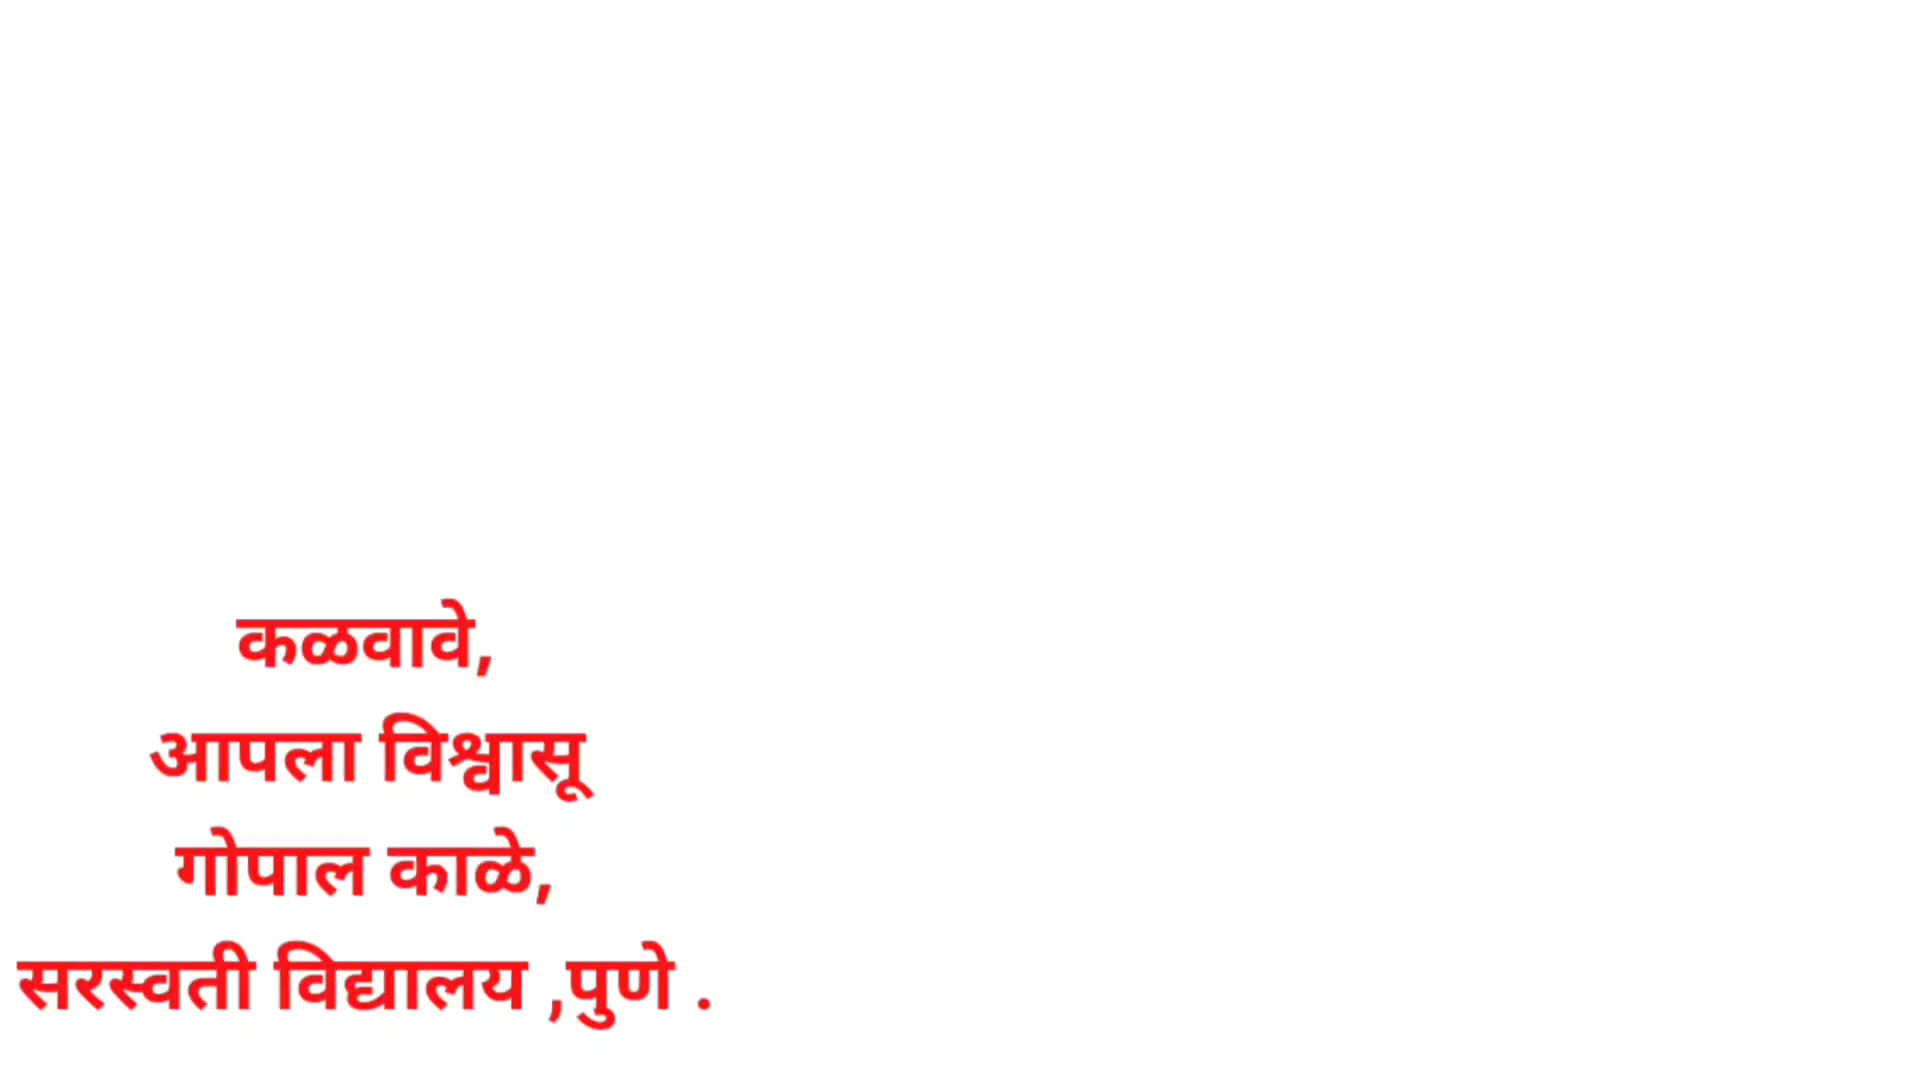 कळवावे,
आपला विश्वासू
गोपाल काळे,
सरस्वती विद्यालय ,पुणे .